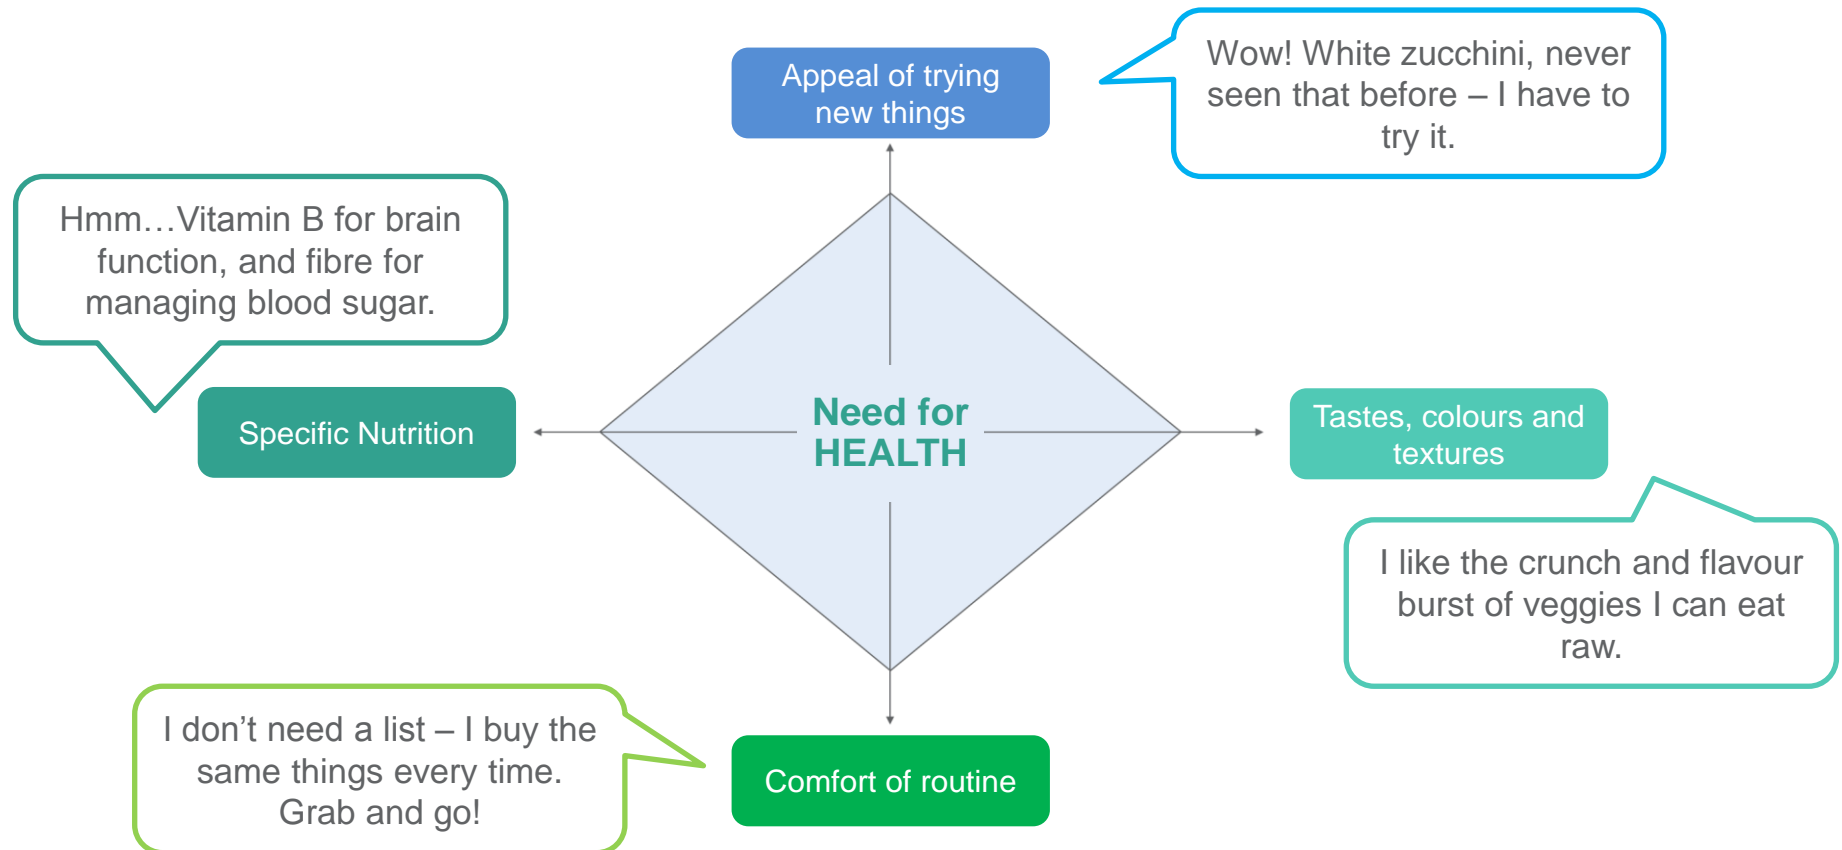 Appeal of trying
new things
Wow! White zucchini, never
seen that before – I have to
try it.
Hmm…Vitamin B for brain
function, and fibre for
managing blood sugar.
Specific Nutrition
Need for
HEALTH
Tastes, colours and
textures
I like the crunch and flavour
burst of veggies I can eat
raw.
I don’t need a list – I buy the
same things every time.
Grab and go!
Comfort of routine